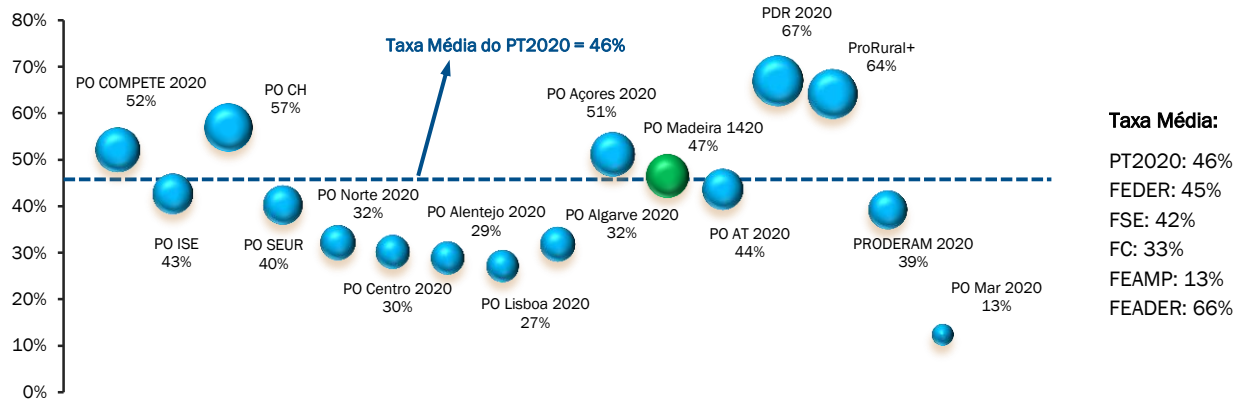 80%
70%
60%
50%
40%
30%
20%
10%
0%
Taxa Média do PT2020 = 46%
PO COMPETE 2020
52%
PO ISE
43%
PO CH
57%
PO SEUR
40%
PO Norte 2020
32%
PO Centro 2020
30%
PO Alentejo 2020
29%
PO Lisboa 2020
27%
PO Algarve 2020
32%
PO Açores 2020
51%
PO Madeira 1420
47%
PO AT 2020
44%
PDR 2020
67%
ProRural+
64%
PRODERAM 2020
39%
PO Mar 2020
13%
Taxa Média:
PT2020: 46%
FEDER: 45%
FSE: 42%
FC: 33%
FEAMP: 13%
FEADER: 66%